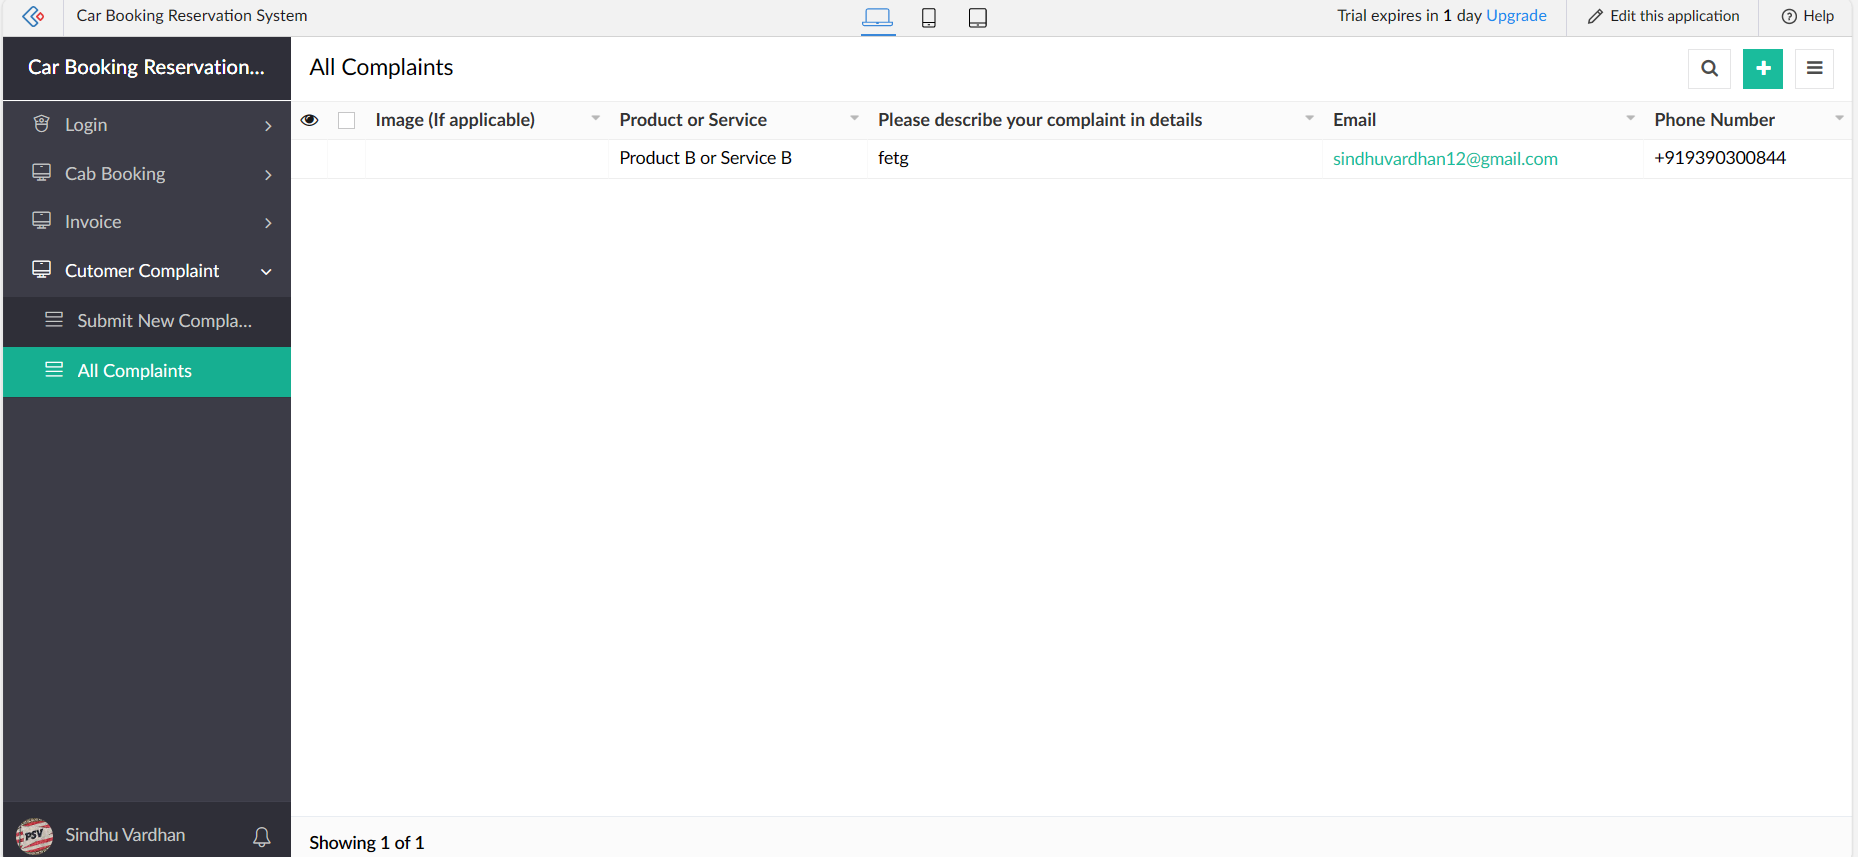 Car Booking Reservation System
Trial expires in 1 day Upgrade
Edit this application
Help
Car Booking Reservation...
All Complaints
Login
Cab Booking
Invoice
Cutomer Complaint
Submit New Compla...
All Complaints
Image (If applicable) Product or Service Please describe your complaint in details Email Phone Number
Product B or Service B fetg sindhuvardhan12@gmail.com +919390300844
PSV
Sindhu Vardhan
Showing 1 of 1